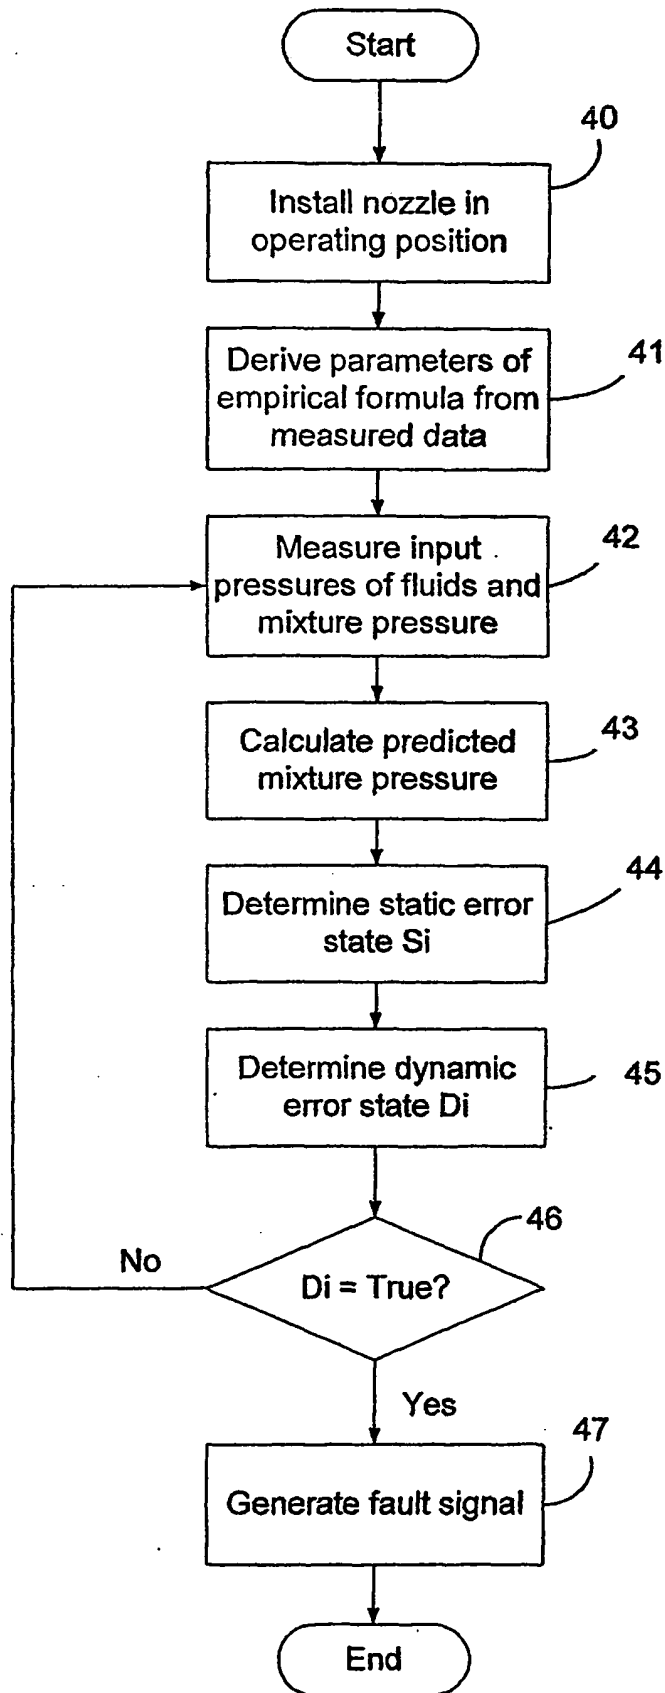 Start
40
Install nozzle in
operating position
41
Derive parameters of
empirical formula from
measured data
42
Measure input
pressures of fluids and
mixture pressure
43
Calculate predicted
mixture pressure
44
Determine static error
state Si
45
Determine dynamic
error state Di
46
No
Di = True?
Yes
47
Generate fault signal
End